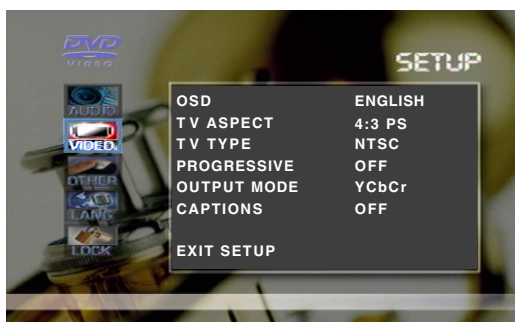 DVD
VIDEO
SETUP
AUDIO
VIDEO
OTHER
LANG
LOCK
OSD ENGLISH
TV ASPECT 4:3 PS
TV TYPE NTSC
PROGRESSIVE OFF
OUTPUT MODE YCbCr
CAPTIONS OFF
EXIT SETUP